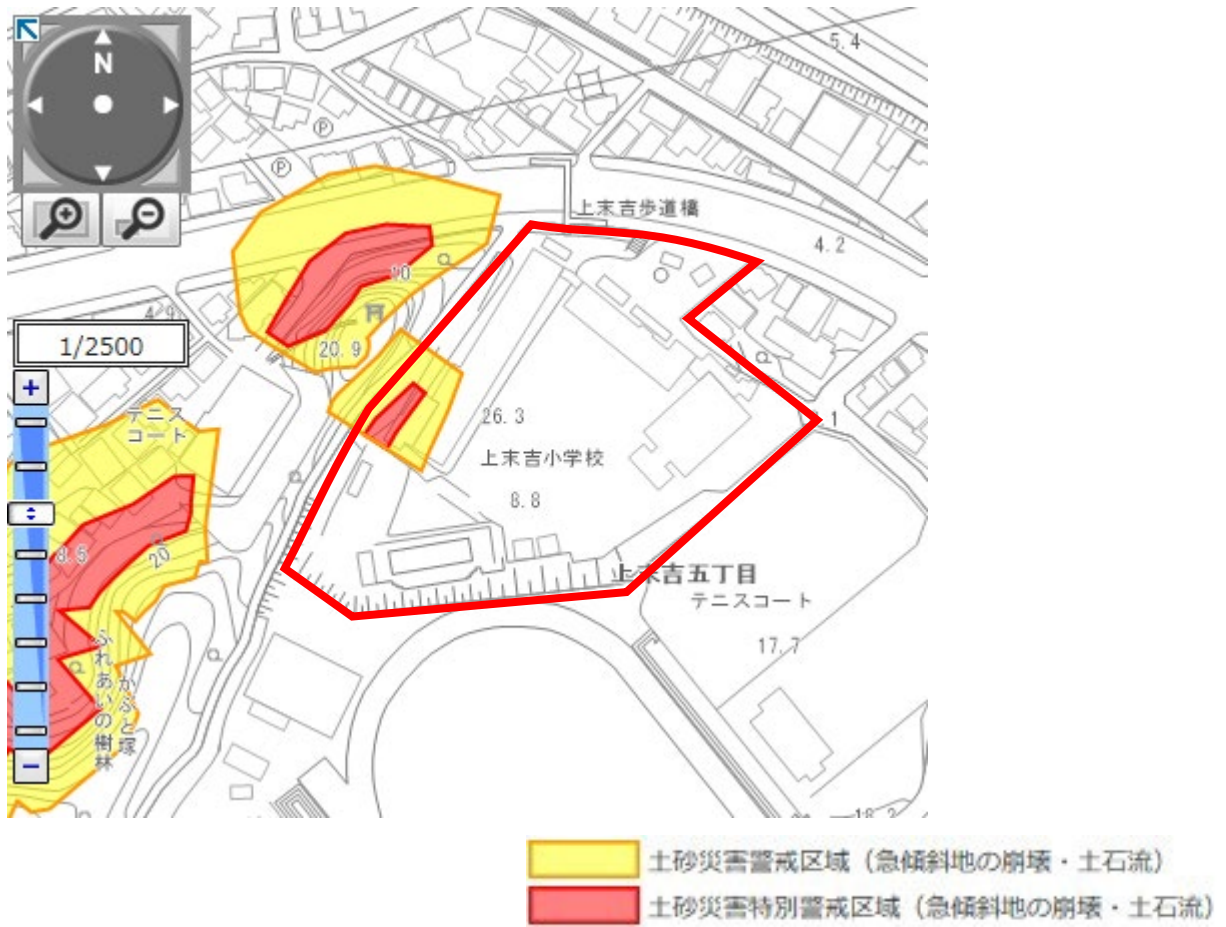 N
5.4
P
P
上末吉歩道橋
4.2
10
4.9
20.9
1/2500
+
テニス
コート
26.3
上末吉小学校
8.8
8.5
20
上末吉五丁目
テニスコート
17.7
ふれあいの樹林
かぶと塚
−
18.2
土砂災害警戒区域（急傾斜地の崩壊・土石流）
土砂災害特別警戒区域（急傾斜地の崩壊・土石流）